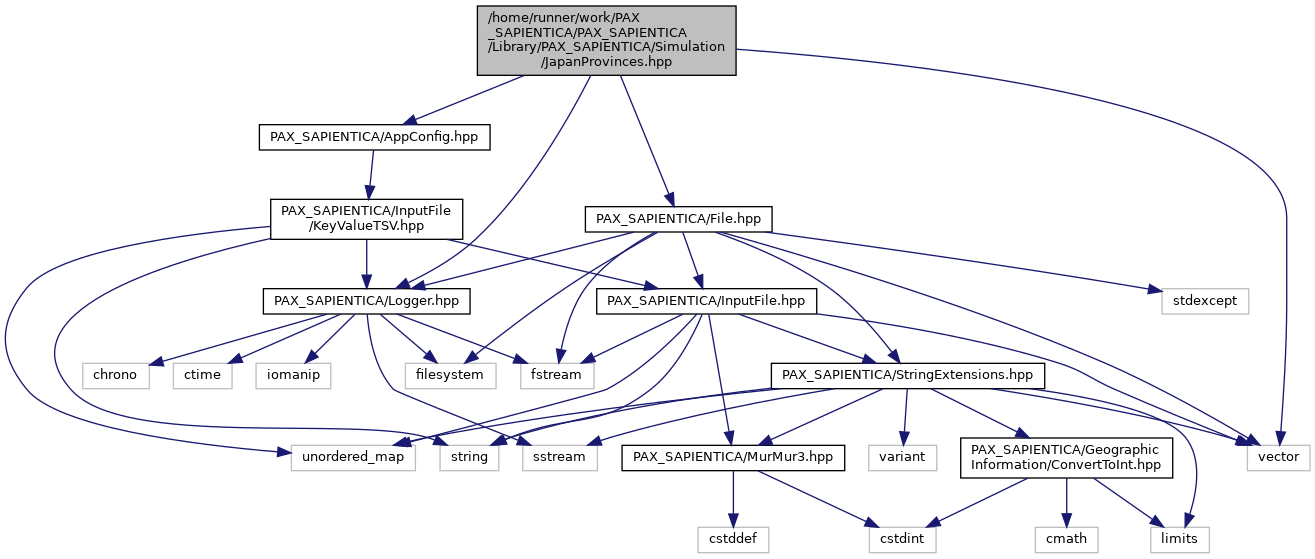 /home/runner/work/PAX
_SAPIENTICA/PAX_SAPIENTICA
/Library/PAX_SAPIENTICA/Simulation
/JapanProvinces.hpp
PAX_SAPIENTICA/AppConfig.hpp
PAX_SAPIENTICA/InputFile
/KeyValueTSV.hpp
PAX_SAPIENTICA/File.hpp
PAX_SAPIENTICA/Logger.hpp
PAX_SAPIENTICA/InputFile.hpp
stdexcept
chrono
ctime
iomanip
filesystem
fstream
PAX_SAPIENTICA/StringExtensions.hpp
unordered_map
string
sstream
PAX_SAPIENTICA/MurMur3.hpp
variant
PAX_SAPIENTICA/Geographic
Information/ConvertToInt.hpp
vector
cstddef
cstdint
cmath
limits